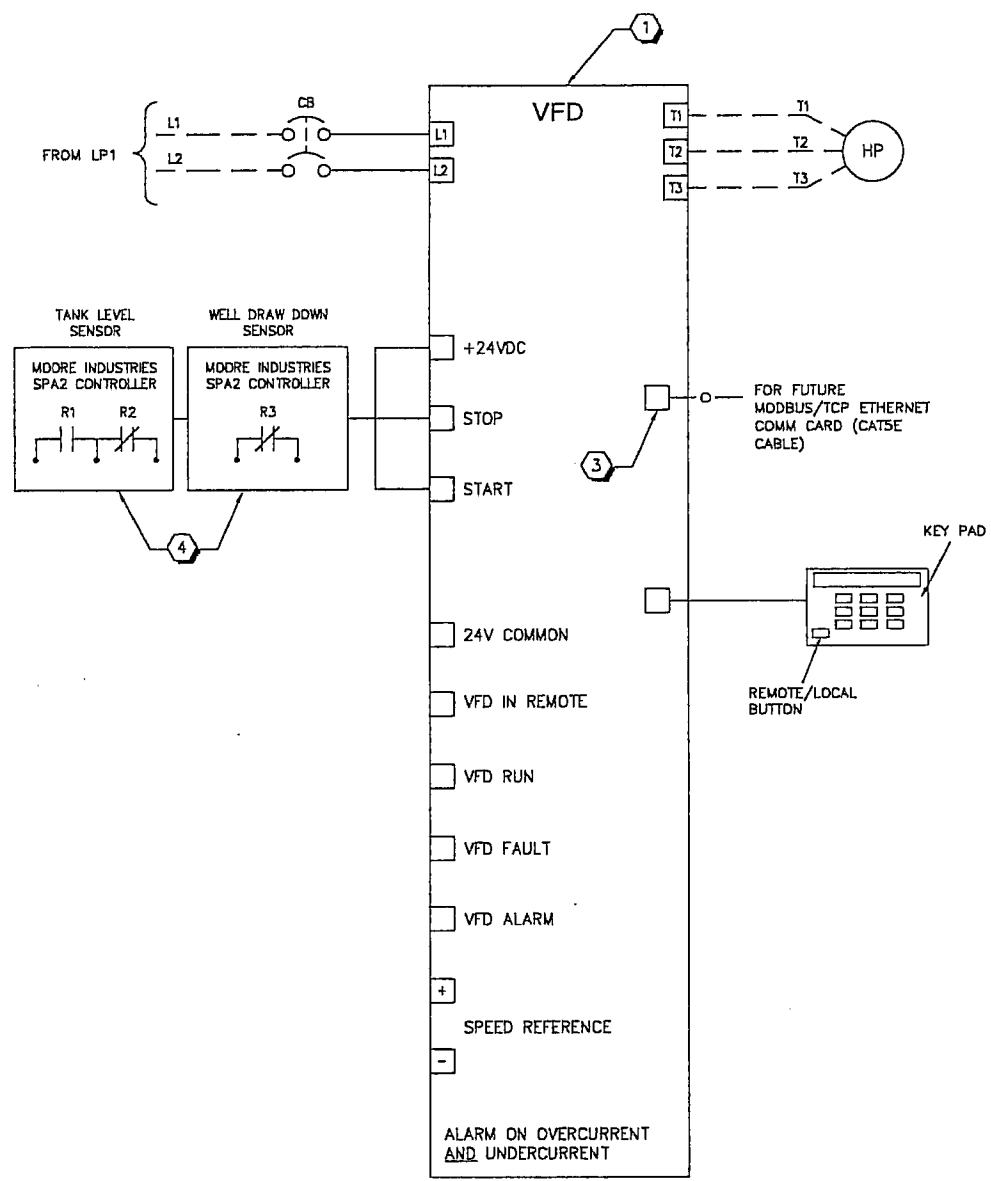 1
VFD
CB
FROM LP1
L1
L2
L1
L2
T1
T2
T3
T1
T2
T3
HP
TANK LEVEL
SENSOR
WELL DRAW DOWN
SENSOR
MOORE INDUSTRIES
SPA2 CONTROLLER
R1
R2
MOORE INDUSTRIES
SPA2 CONTROLLER
R3
+24VDC
STOP
START
4
FOR FUTURE
MODBUS/TCP ETHERNET
COMM CARD (CAT5E
CABLE)
3
KEY PAD
REMOTE/LOCAL
BUTTON
24V COMMON
VFD IN REMOTE
VFD RUN
VFD FAULT
VFD ALARM
+
SPEED REFERENCE
-
ALARM ON OVERCURRENT
AND UNDERCURRENT